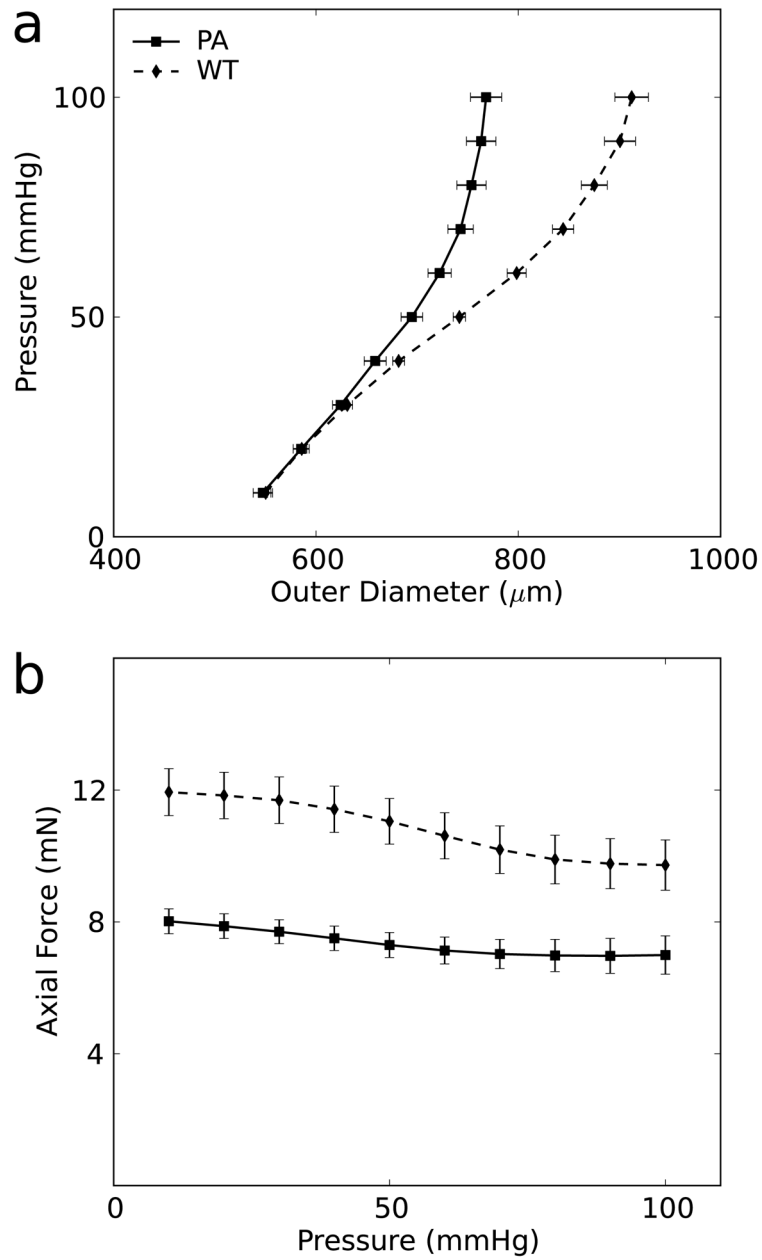 a
PA
WT
100
50
0
Pressure (mmHg)
400 600 800 1000
Outer Diameter (μm)
b
12
8
4
Axial Force (mN)
0 50 100
Pressure (mmHg)